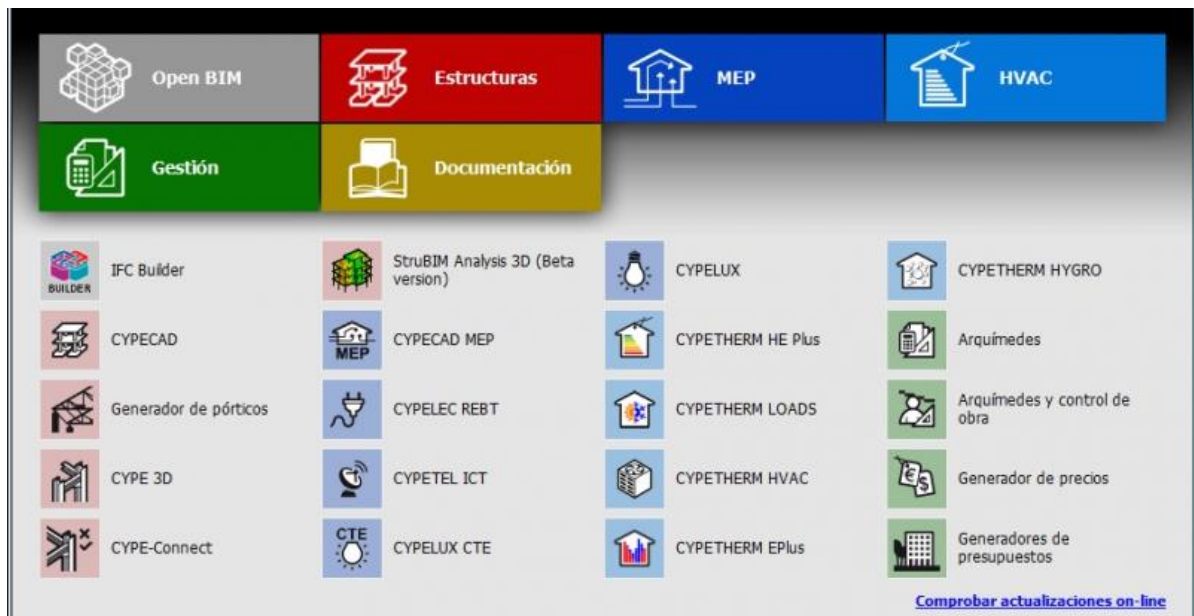 Open BIM
Estructuras
MEP
HVAC
Gestión
Documentación
BUILDER
IFC Builder
StruBIM Analysis 3D (Beta
version)
CYPELUX
CYPETHERM HYGRO
CYPECAD
MEP
CYPECAD MEP
CYPETHERM HE Plus
Arquímedes
Generador de pórticos
CYPELEC REBT
CYPETHERM LOADS
Arquímedes y control de
obra
CYPE 3D
CYPETEL ICT
CYPETHERM HVAC
€ $
Generador de precios
CYPE-Connect
CTE
CYPELUX CTE
CYPETHERM EPlus
Generadores de
presupuestos
Comprobar actualizaciones on-line